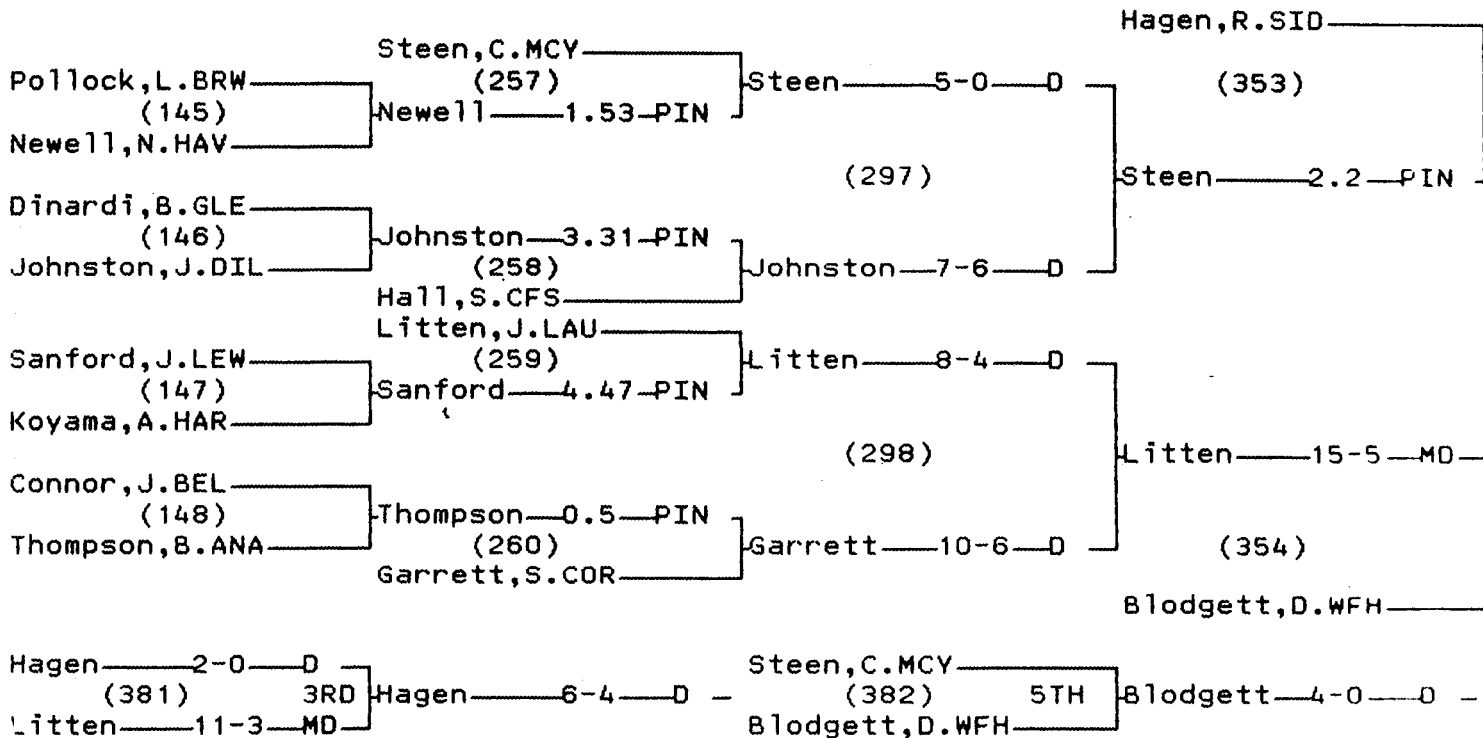 Hagen,R.SID
Steen,C.MCY
Pollock,L.BRW (257) Steen 5-0 D (353)
(145) Newell 1.53 PIN
Newell,N.HAV
(297) Steen 2.2 PIN
Dinardi,B.GLE
(146) Johnston 3.31 PIN
Johnston,J.DIL (258) Johnston 7-6 D
Hall,S.CFS
Litten,J.LAU
Sanford,J.LEW (259) Litten 8-4 D
(147) Sanford 4.47 PIN
Koyama,A.HAR
(298) Litten 15-5 MD
Connor,J.BEL
(148) Thompson 0.5 PIN
Thompson,B.ANA (260) Garrett 10-6 D (354)
Garrett,S.COR
Blodgett,D.WFH
Hagen 2-0 D Steen,C.MCY
(381) 3RD Hagen 6-4 D (382) 5TH Blodgett 4-0 D
Litten 11-3 MD Blodgett,D.WFH